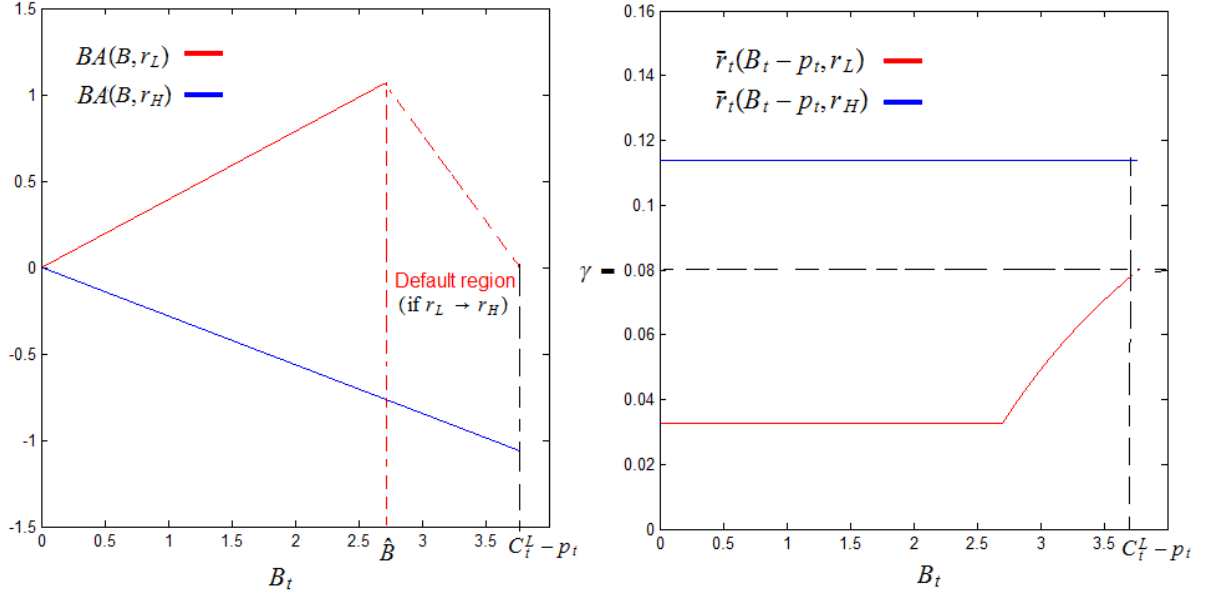 1.5
1
0.5
0
-0.5
-1
-1.5
BA(B, r_L)
BA(B, r_H)
Default region
(if r_L → r_H)
0 0.5 1 1.5 2 2.5 B̂ 3 3.5 C_t^L − p_t
B_t
0.16
0.14
0.12
0.1
γ 0.08
0.06
0.04
0.02
0
r̄_t(B_t − p_t, r_L)
r̄_t(B_t − p_t, r_H)
0 0.5 1 1.5 2 2.5 3 3.5 C_t^L − p_t
B_t